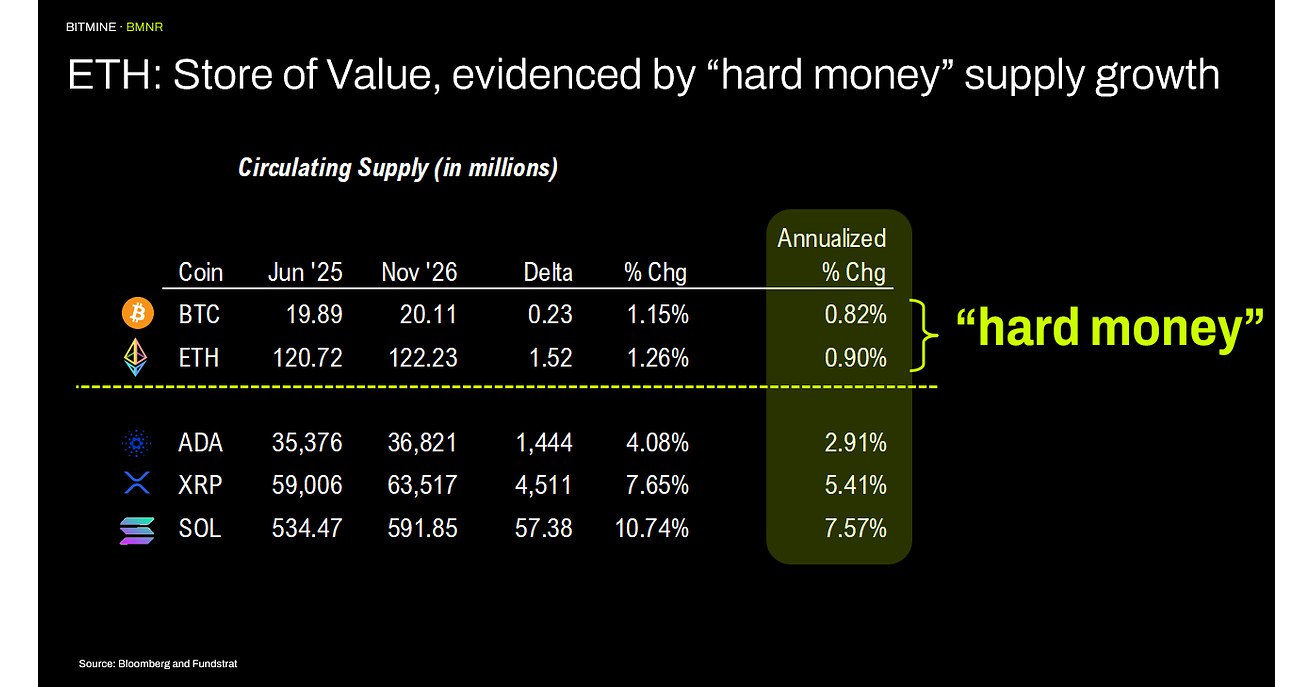 BITMINE · BMNR
ETH: Store of Value, evidenced by “hard money” supply growth
Circulating Supply (in millions)
Annualized
Coin Jun '25 Nov '26 Delta % Chg % Chg
BTC 19.89 20.11 0.23 1.15% 0.82%
“hard money”
ETH 120.72 122.23 1.52 1.26% 0.90%
ADA 35,376 36,821 1,444 4.08% 2.91%
XRP 59,006 63,517 4,511 7.65% 5.41%
SOL 534.47 591.85 57.38 10.74% 7.57%
Source: Bloomberg and Fundstrat